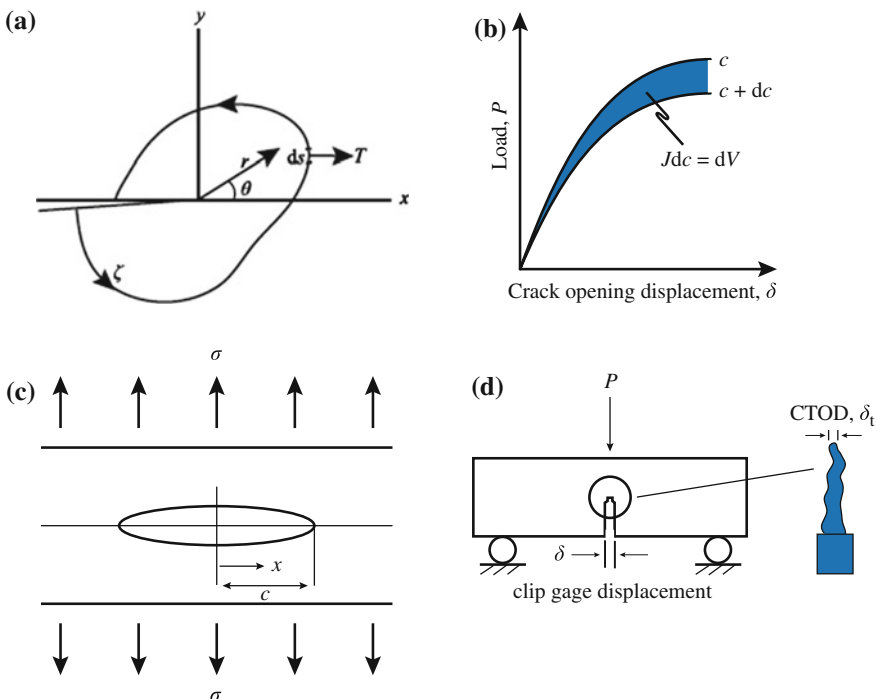 (a)
y
ds
T
r
θ
x
ζ
(b)
Load, P
c
c + dc
Jdc = dV
Crack opening displacement, δ
(c)
σ
x
c
σ
(d)
P
CTOD, δt
δ
clip gage displacement